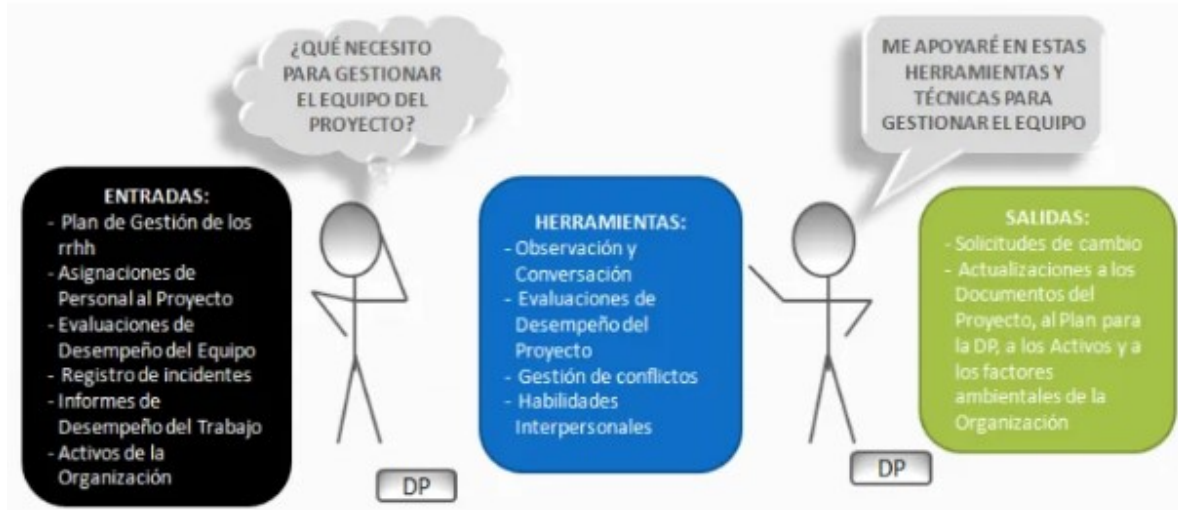 ¿QUÉ NECESITO
PARA GESTIONAR
EL EQUIPO DEL
PROYECTO?
ME APOYARÉ EN ESTAS
HERRAMIENTAS Y
TÉCNICAS PARA
GESTIONAR EL EQUIPO
ENTRADAS:
- Plan de Gestión de los
rrhh
- Asignaciones de
Personal al Proyecto
- Evaluaciones de
Desempeño del Equipo
- Registro de incidentes
- Informes de
Desempeño del Trabajo
- Activos de la
Organización
DP
HERRAMIENTAS:
- Observación y
Conversación
- Evaluaciones de
Desempeño del
Proyecto
- Gestión de conflictos
- Habilidades
Interpersonales
DP
SALIDAS:
- Solicitudes de cambio
- Actualizaciones a los
Documentos del
Proyecto, al Plan para
la DP, a los Activos y a
los factores
ambientales de la
Organización